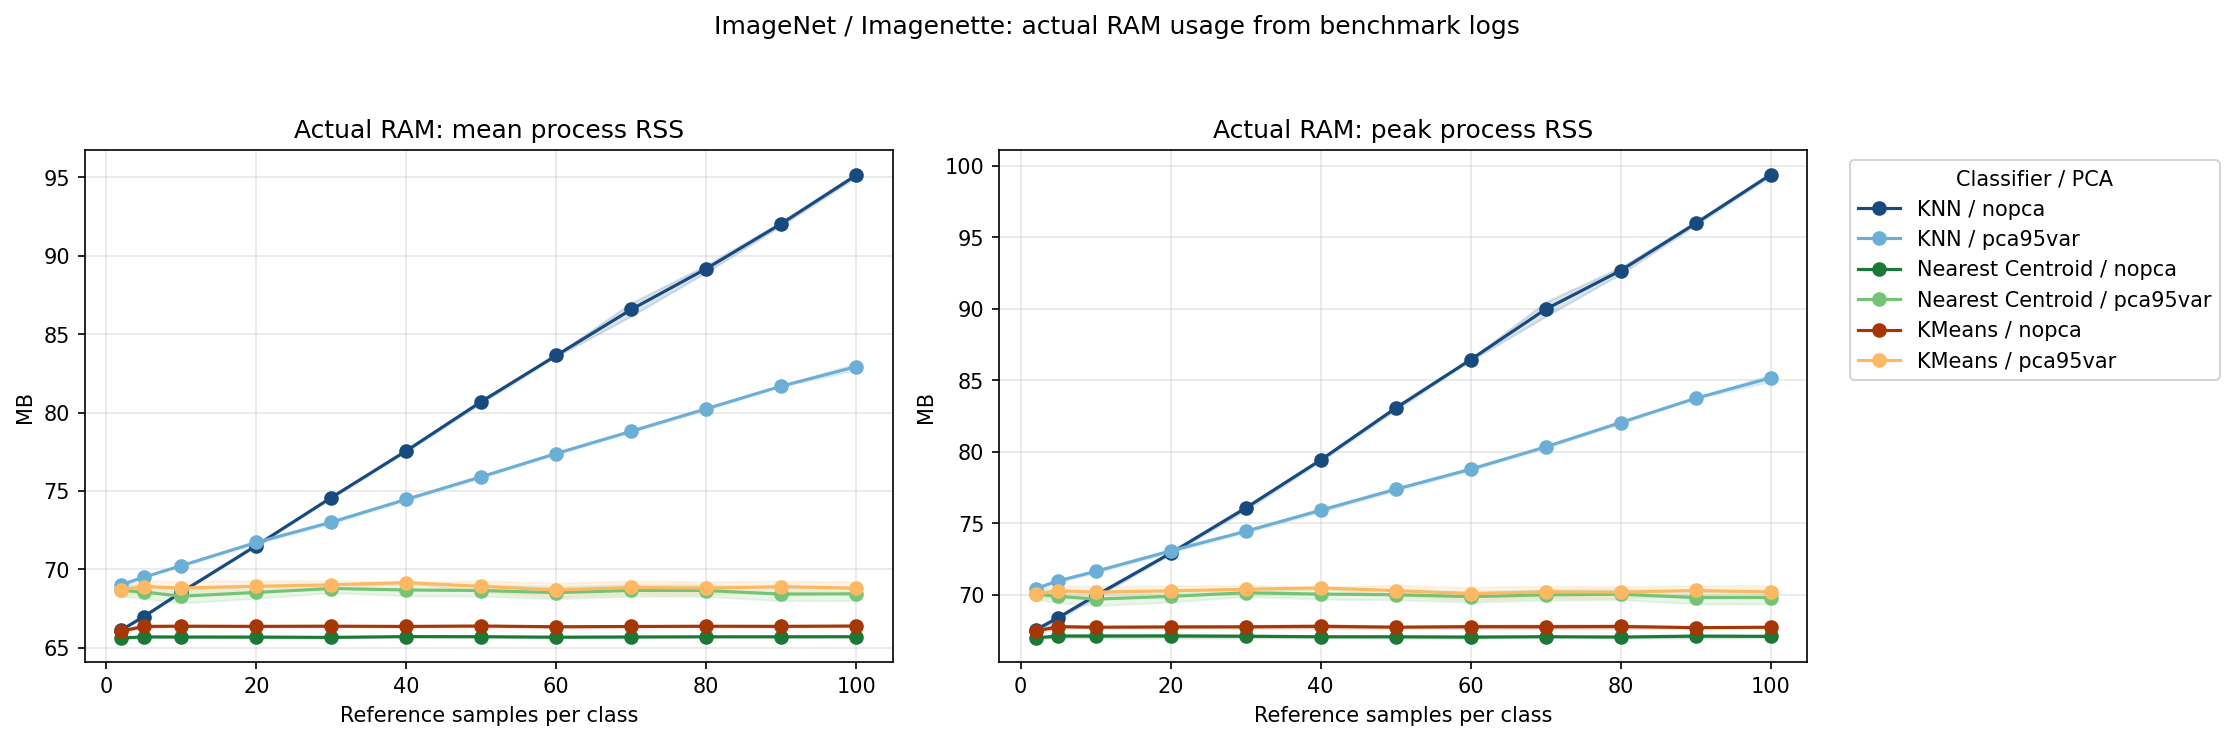 ImageNet / Imagenette: actual RAM usage from benchmark logs
Actual RAM: mean process RSS
95
90
85
80
75
70
65
MB
0 20 40 60 80 100
Reference samples per class
Actual RAM: peak process RSS
100
95
90
85
80
75
70
MB
0 20 40 60 80 100
Reference samples per class
Classifier / PCA
KNN / nopca
KNN / pca95var
Nearest Centroid / nopca
Nearest Centroid / pca95var
KMeans / nopca
KMeans / pca95var